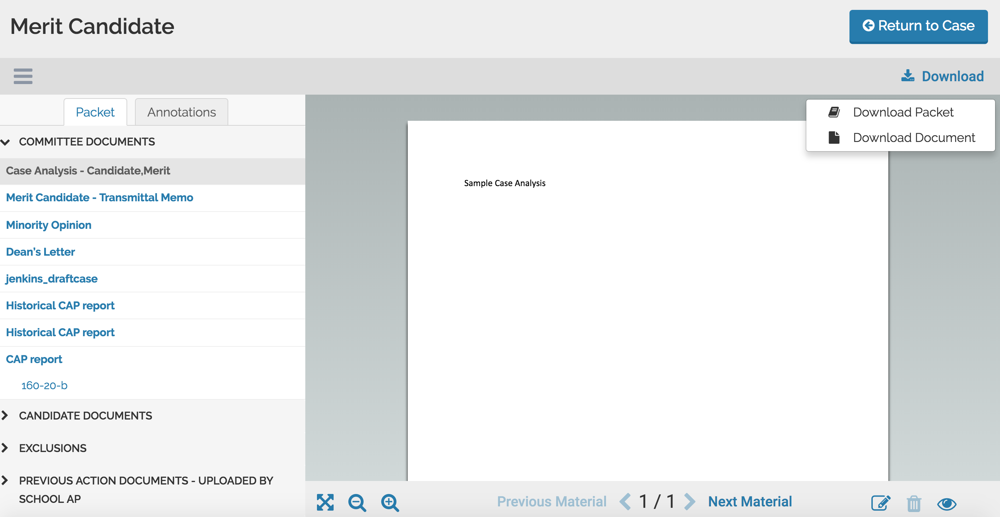 Merit Candidate
Return to Case
Download
Packet
Annotations
Download Packet
Download Document
COMMITTEE DOCUMENTS
Case Analysis - Candidate,Merit
Merit Candidate - Transmittal Memo
Minority Opinion
Dean's Letter
jenkins_draftcase
Historical CAP report
Historical CAP report
CAP report
160-20-b
CANDIDATE DOCUMENTS
EXCLUSIONS
PREVIOUS ACTION DOCUMENTS - UPLOADED BY
SCHOOL AP
Sample Case Analysis
Previous Material
1 / 1
Next Material